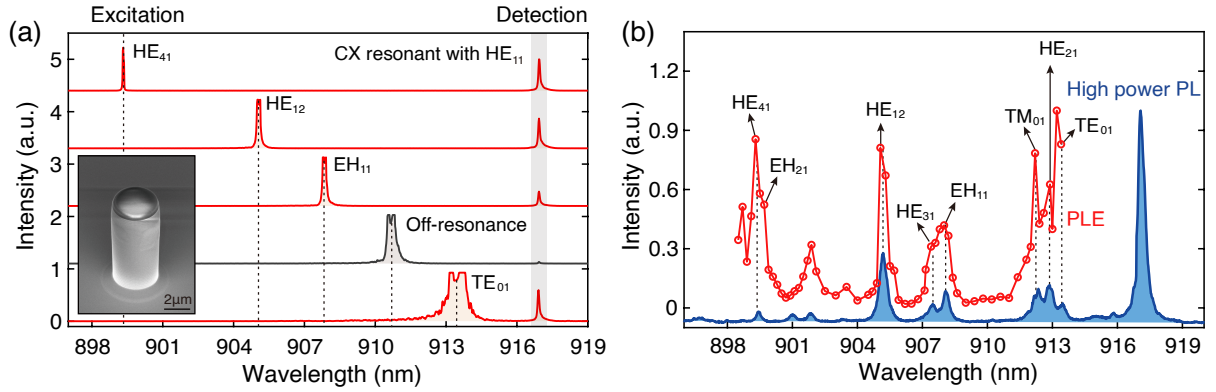 Excitation
Detection
(a)
CX resonant with HE11
HE41
HE12
EH11
Off-resonance
TE01
2μm
Intensity (a.u.)
5
4
3
2
1
0
898 901 904 907 910 913 916 919
Wavelength (nm)
(b)
HE21
High power PL
HE41
HE12
TM01
TE01
EH21
EH11
HE31
PLE
Intensity (a.u.)
1.2
0.9
0.6
0.3
0
898 901 904 907 910 913 916 919
Wavelength (nm)